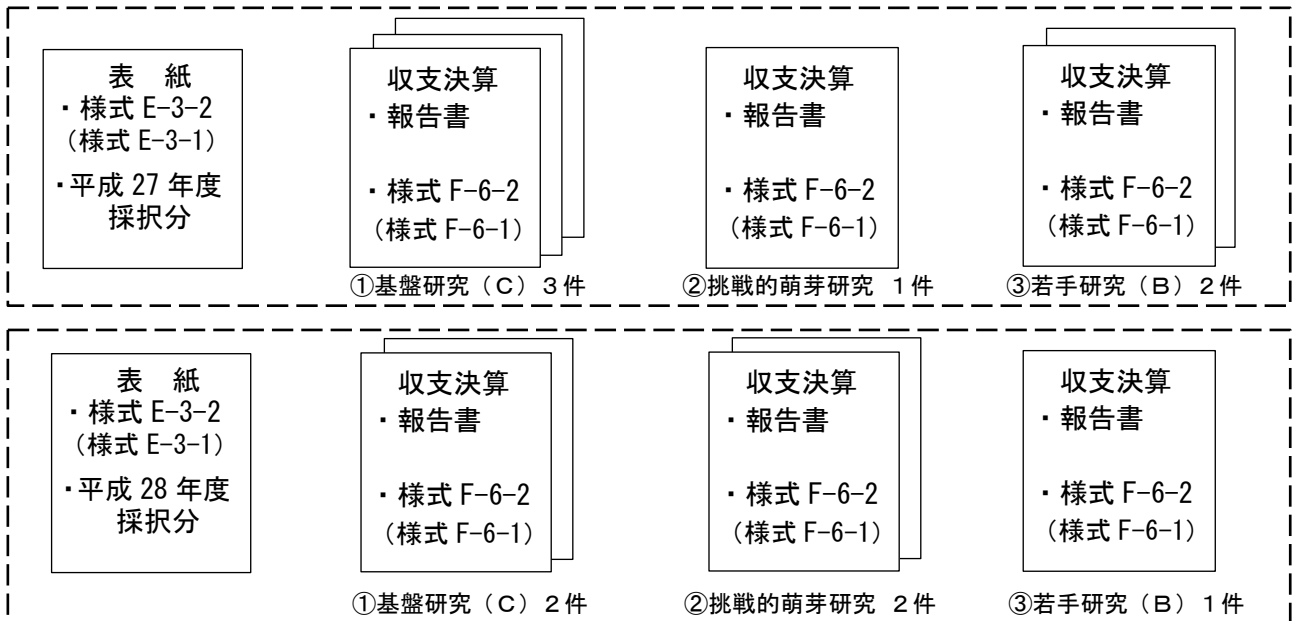 表 紙
・様式 E-3-2
(様式 E-3-1)
・平成 27 年度
採択分
収支決算
・報告書
・様式 F-6-2
(様式 F-6-1)
①基盤研究(C) 3件
収支決算
・報告書
・様式 F-6-2
(様式 F-6-1)
②挑戦的萌芽研究 1件
収支決算
・報告書
・様式 F-6-2
(様式 F-6-1)
③若手研究(B) 2件
表 紙
・様式 E-3-2
(様式 E-3-1)
・平成 28 年度
採択分
収支決算
・報告書
・様式 F-6-2
(様式 F-6-1)
①基盤研究(C) 2件
収支決算
・報告書
・様式 F-6-2
(様式 F-6-1)
②挑戦的萌芽研究 2件
収支決算
・報告書
・様式 F-6-2
(様式 F-6-1)
③若手研究(B) 1件